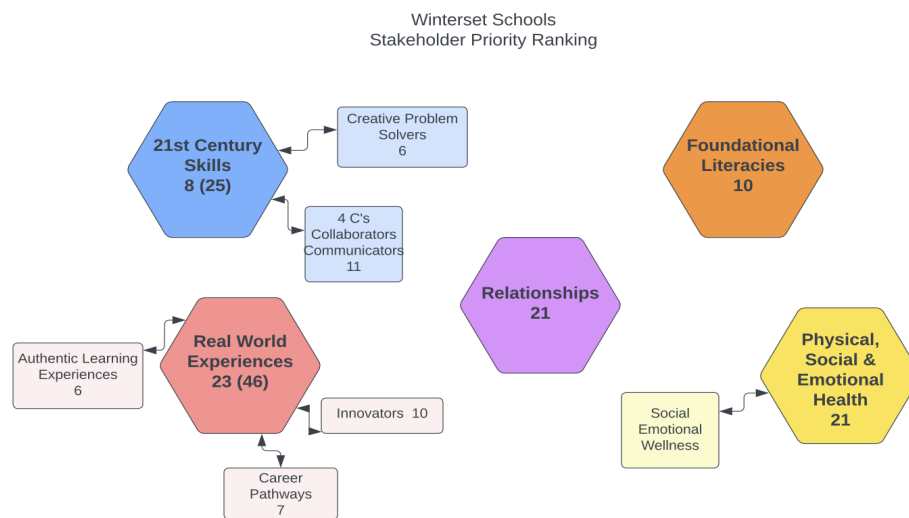 Winterset Schools
Stakeholder Priority Ranking
21st Century
Skills
8 (25)
Creative Problem
Solvers
6
4 C's
Collaborators
Communicators
11
Foundational
Literacies
10
Relationships
21
Real World
Experiences
23 (46)
Authentic Learning
Experiences
6
Innovators 10
Career
Pathways
7
Physical,
Social &
Emotional
Health
21
Social
Emotional
Wellness